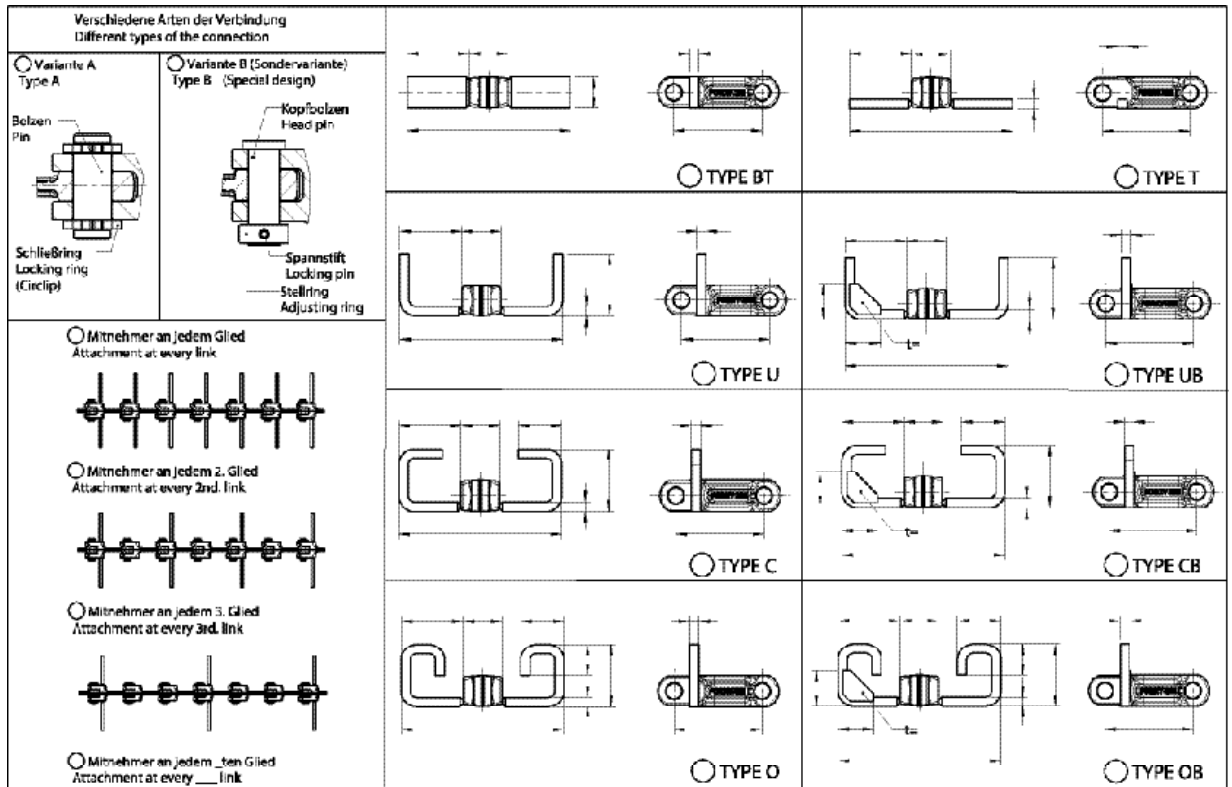 Verschiedene Arten der Verbindung
Different types of the connection
Variante A
Type A
Bolzen
Pin
Schließring
Locking ring
(Circlip)
Variante B (Sondervariante)
Type B (Special design)
Kopfbolzen
Head pin
Spannstift
Locking pin
Stellring
Adjusting ring
Mitnehmer an jedem Glied
Attachment at every link
Mitnehmer an jedem 2. Glied
Attachment at every 2nd. link
Mitnehmer an jedem 3. Glied
Attachment at every 3rd. link
Mitnehmer an jedem _ten Glied
Attachment at every ___ link
TYPE BT
TYPE T
TYPE U
t=
TYPE UB
TYPE C
t=
TYPE CB
TYPE O
t=
TYPE OB